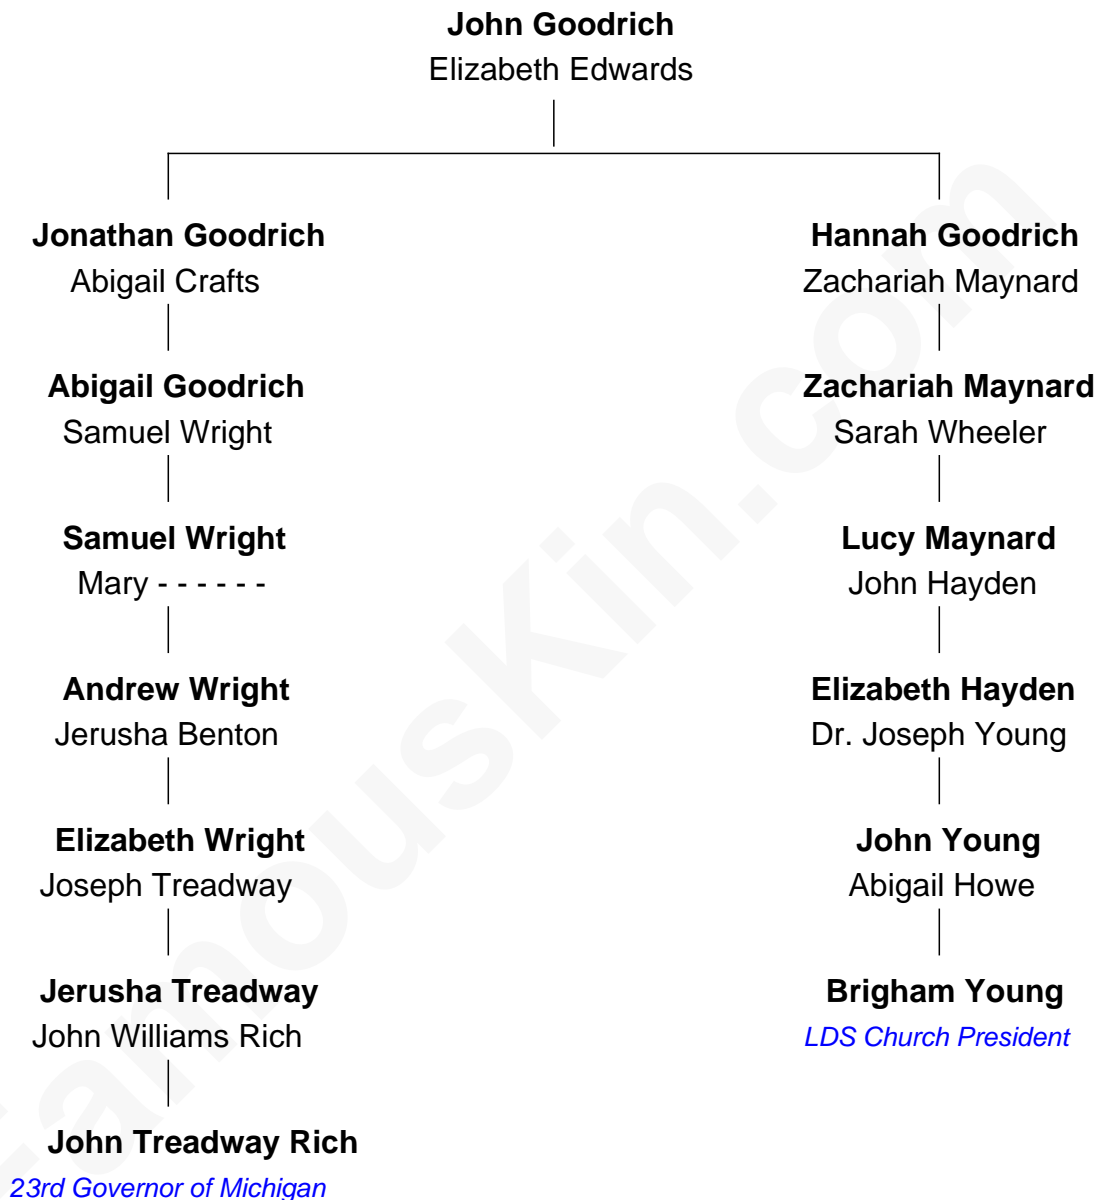 John Goodrich
Elizabeth Edwards
Jonathan Goodrich
Abigail Crafts
Hannah Goodrich
Zachariah Maynard
Abigail Goodrich
Samuel Wright
Zachariah Maynard
Sarah Wheeler
Samuel Wright
Mary - - - - - -
Lucy Maynard
John Hayden
Andrew Wright
Jerusha Benton
Elizabeth Hayden
Dr. Joseph Young
Elizabeth Wright
Joseph Treadway
John Young
Abigail Howe
Jerusha Treadway
John Williams Rich
Brigham Young
LDS Church President
John Treadway Rich
23rd Governor of Michigan
FamousKin.com